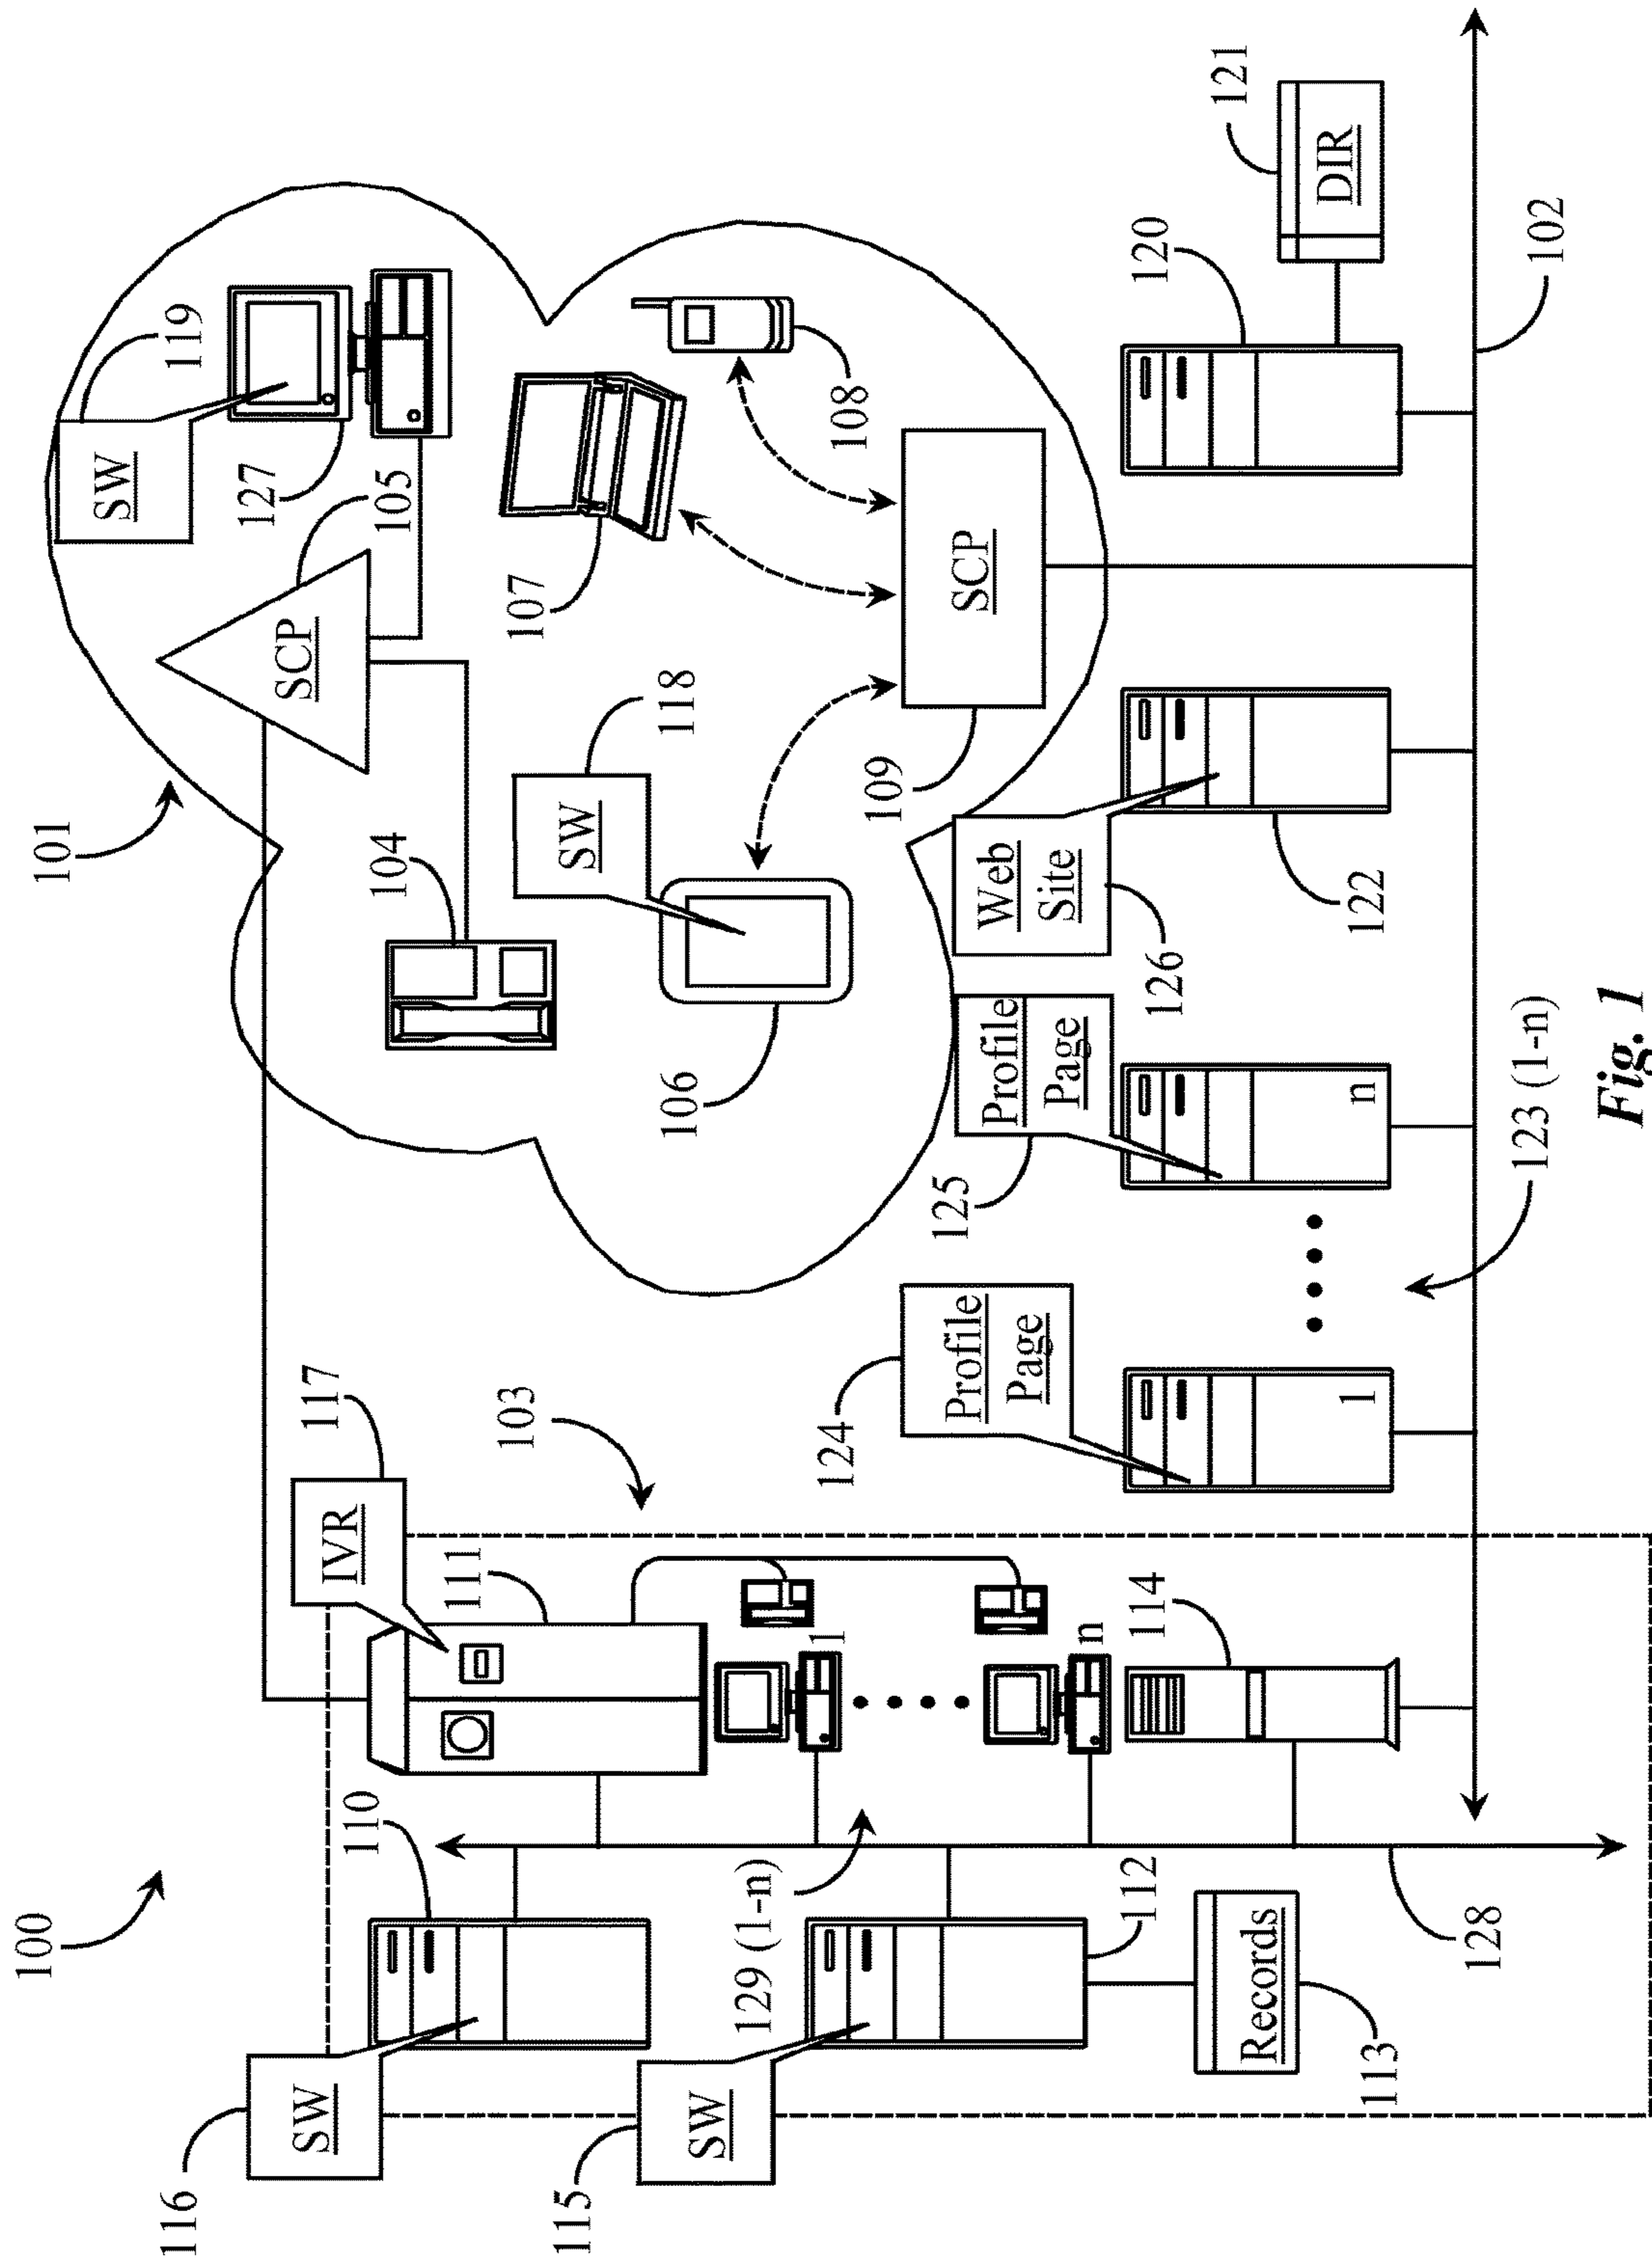 100
101
116
SW
110
117
IVR
111
103
104
SCP
105
SW
119
127
118
SW
107
106
108
115
SW
129 (1-n)
1
n
112
114
124
Profile
Page
125
Profile
Page
126
Web
Site
109
SCP
120
121
DIR
113
Records
128
1
n
122
123 (1-n)
102
Fig. 1